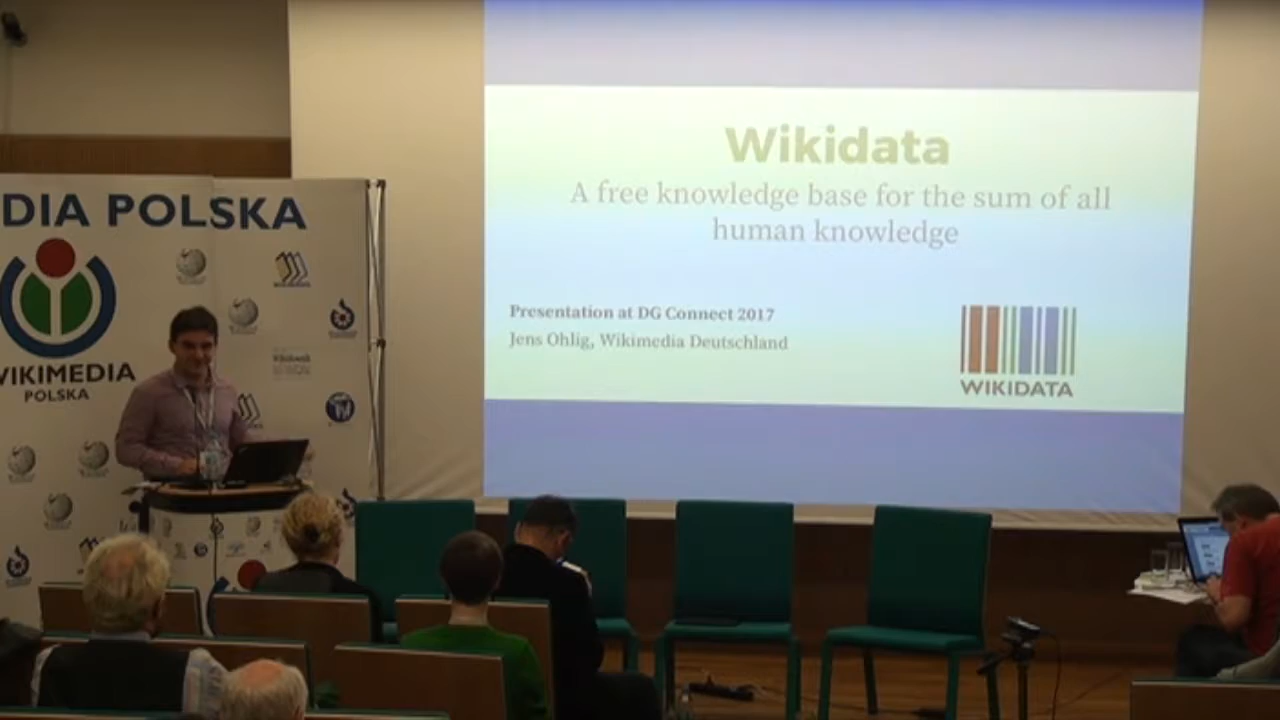 DIA POLSKA
WIKIMEDIA
POLSKA
Wikidata
A free knowledge base for the sum of all
human knowledge
Presentation at DG Connect 2017
Jens Ohlig, Wikimedia Deutschland
WIKIDATA